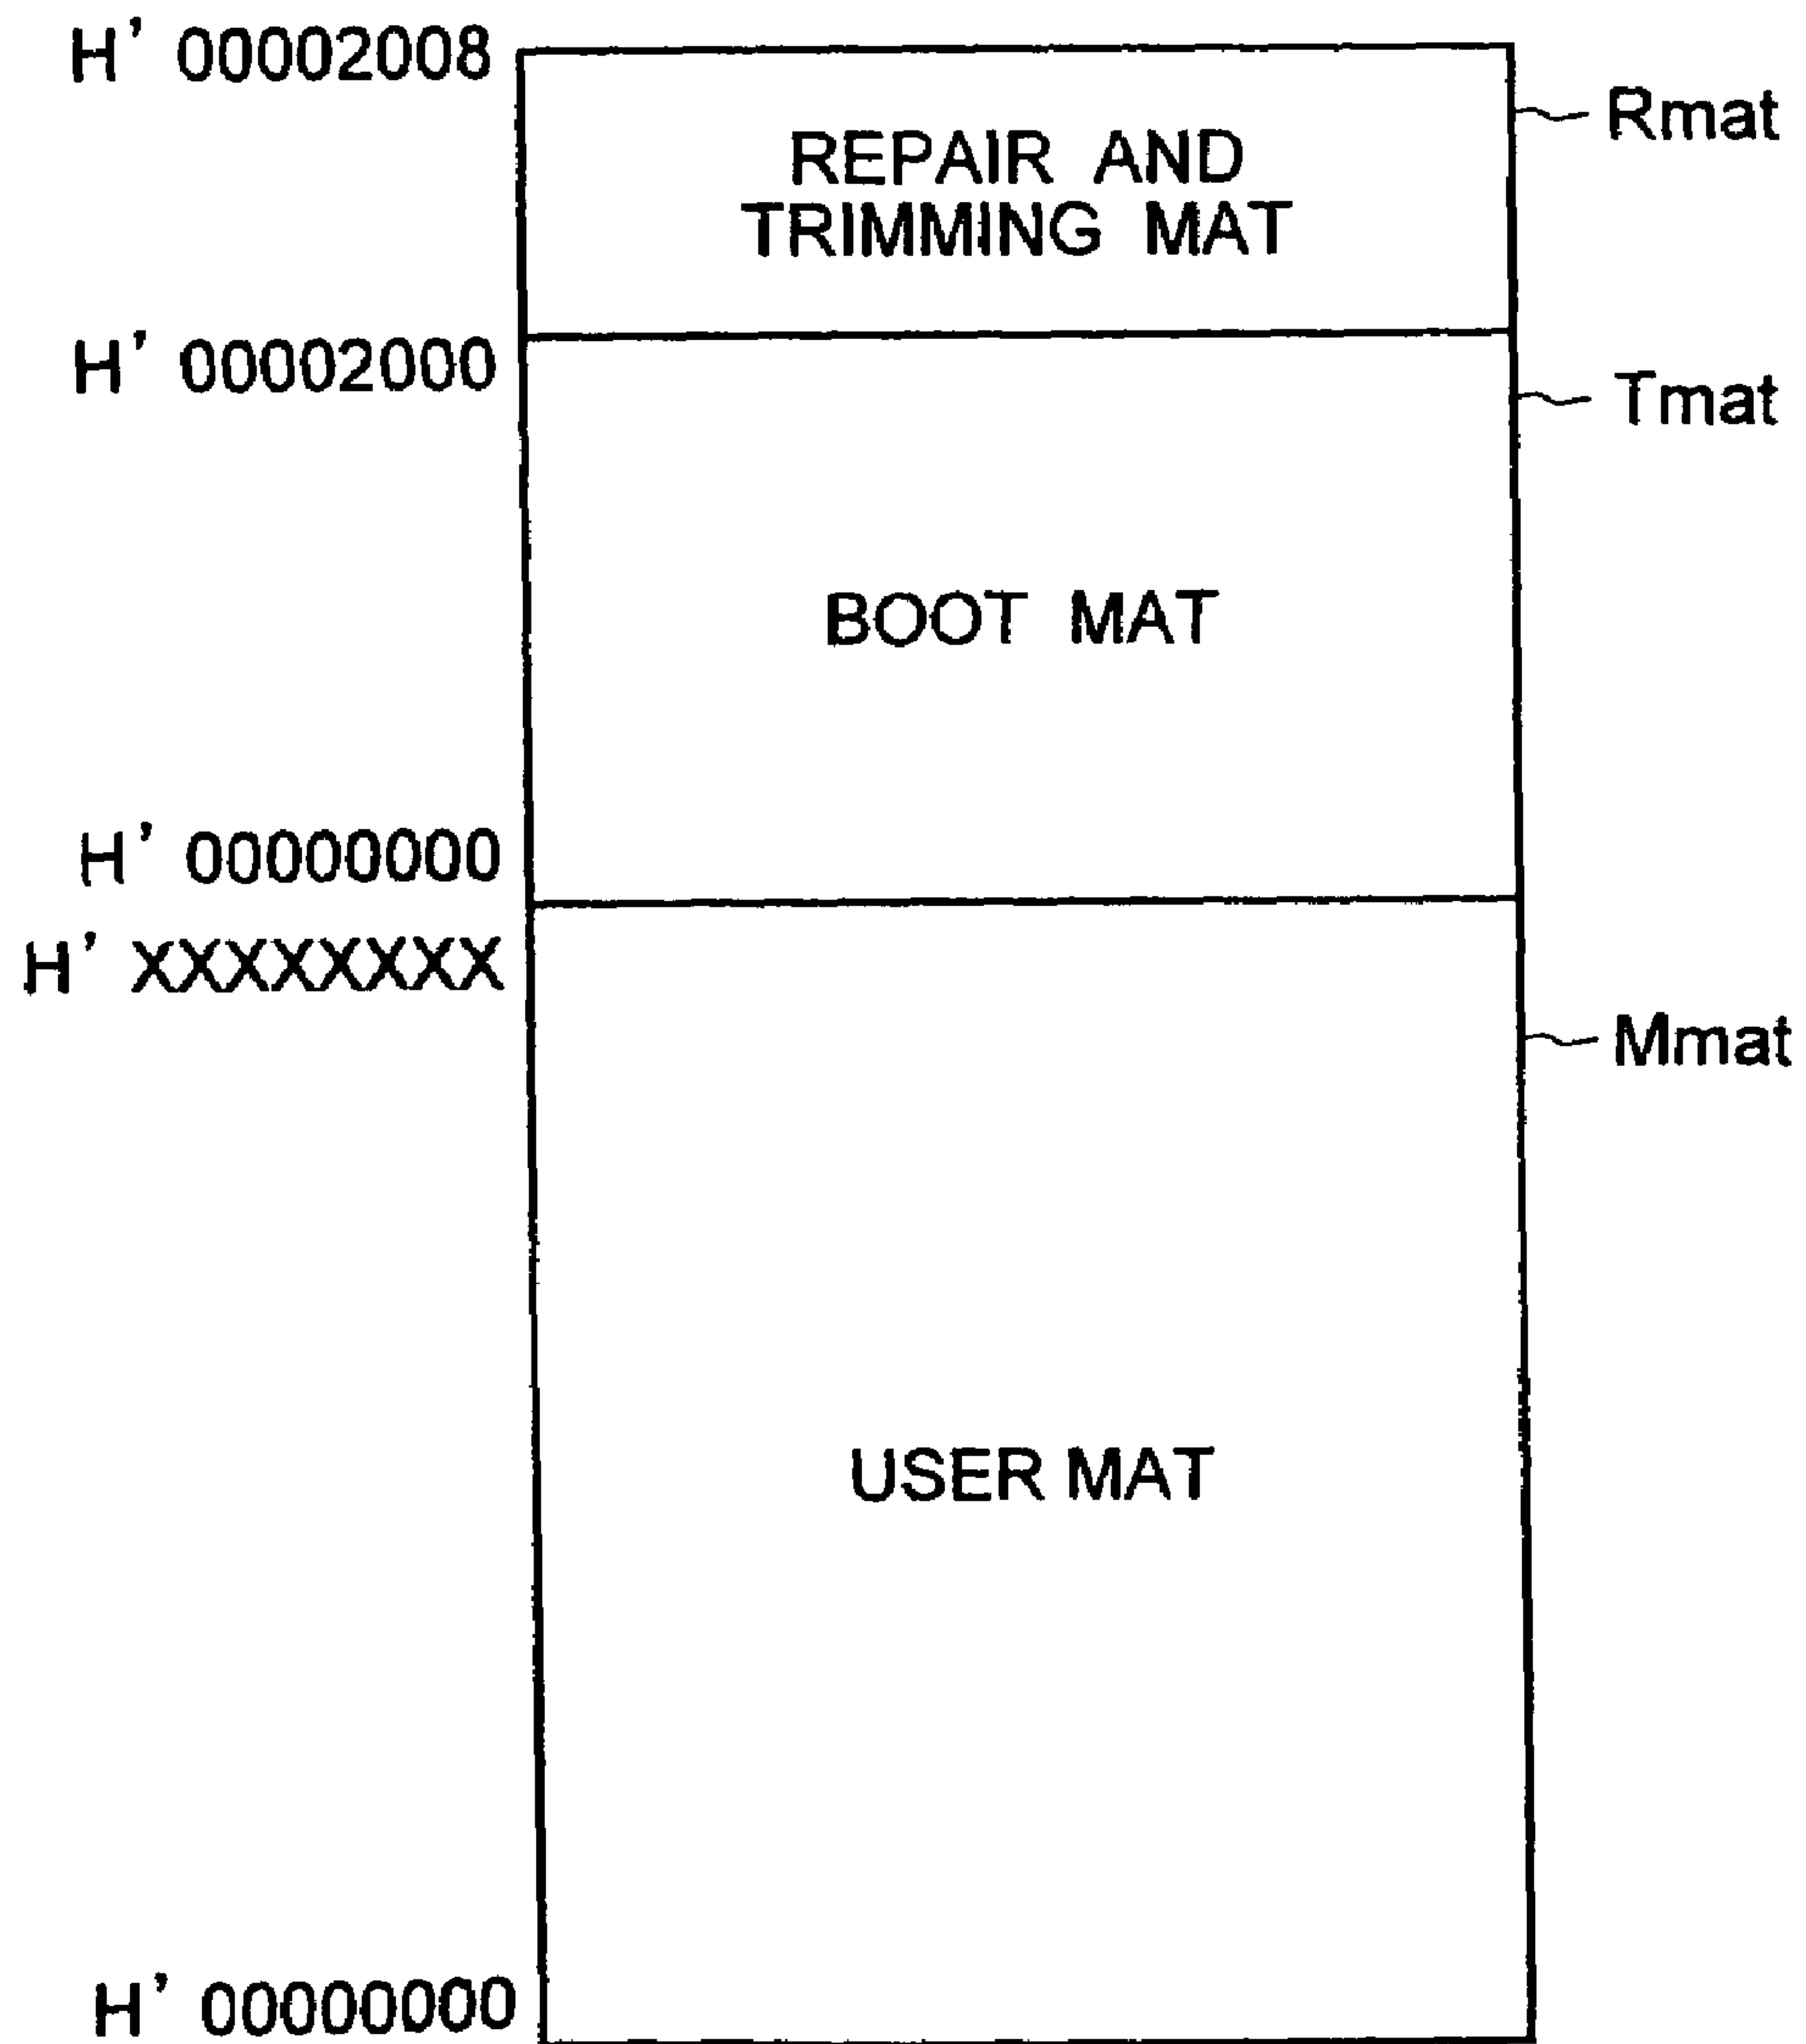 H' 00002008
Rmat
REPAIR AND
TRIMMING MAT
H' 00002000
Tmat
BOOT MAT
H' 00000000
H' XXXXXXXX
Mmat
USER MAT
H' 00000000